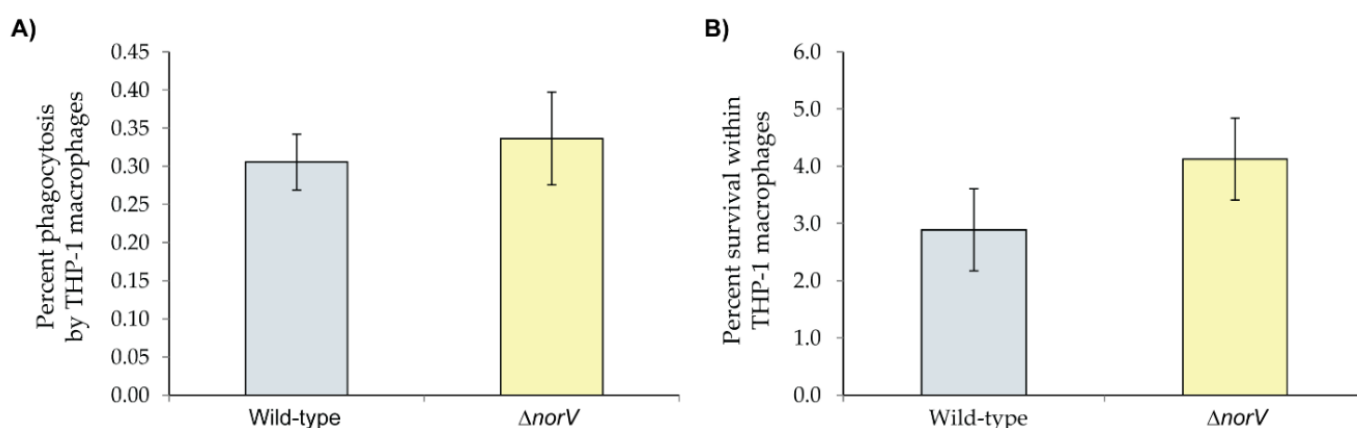 A)
Percent phagocytosis
by THP-1 macrophages
0.45
0.40
0.35
0.30
0.25
0.20
0.15
0.10
0.05
0.00
Wild-type
ΔnorV
B)
Percent survival within
THP-1 macrophages
6.0
5.0
4.0
3.0
2.0
1.0
0.0
Wild-type
ΔnorV